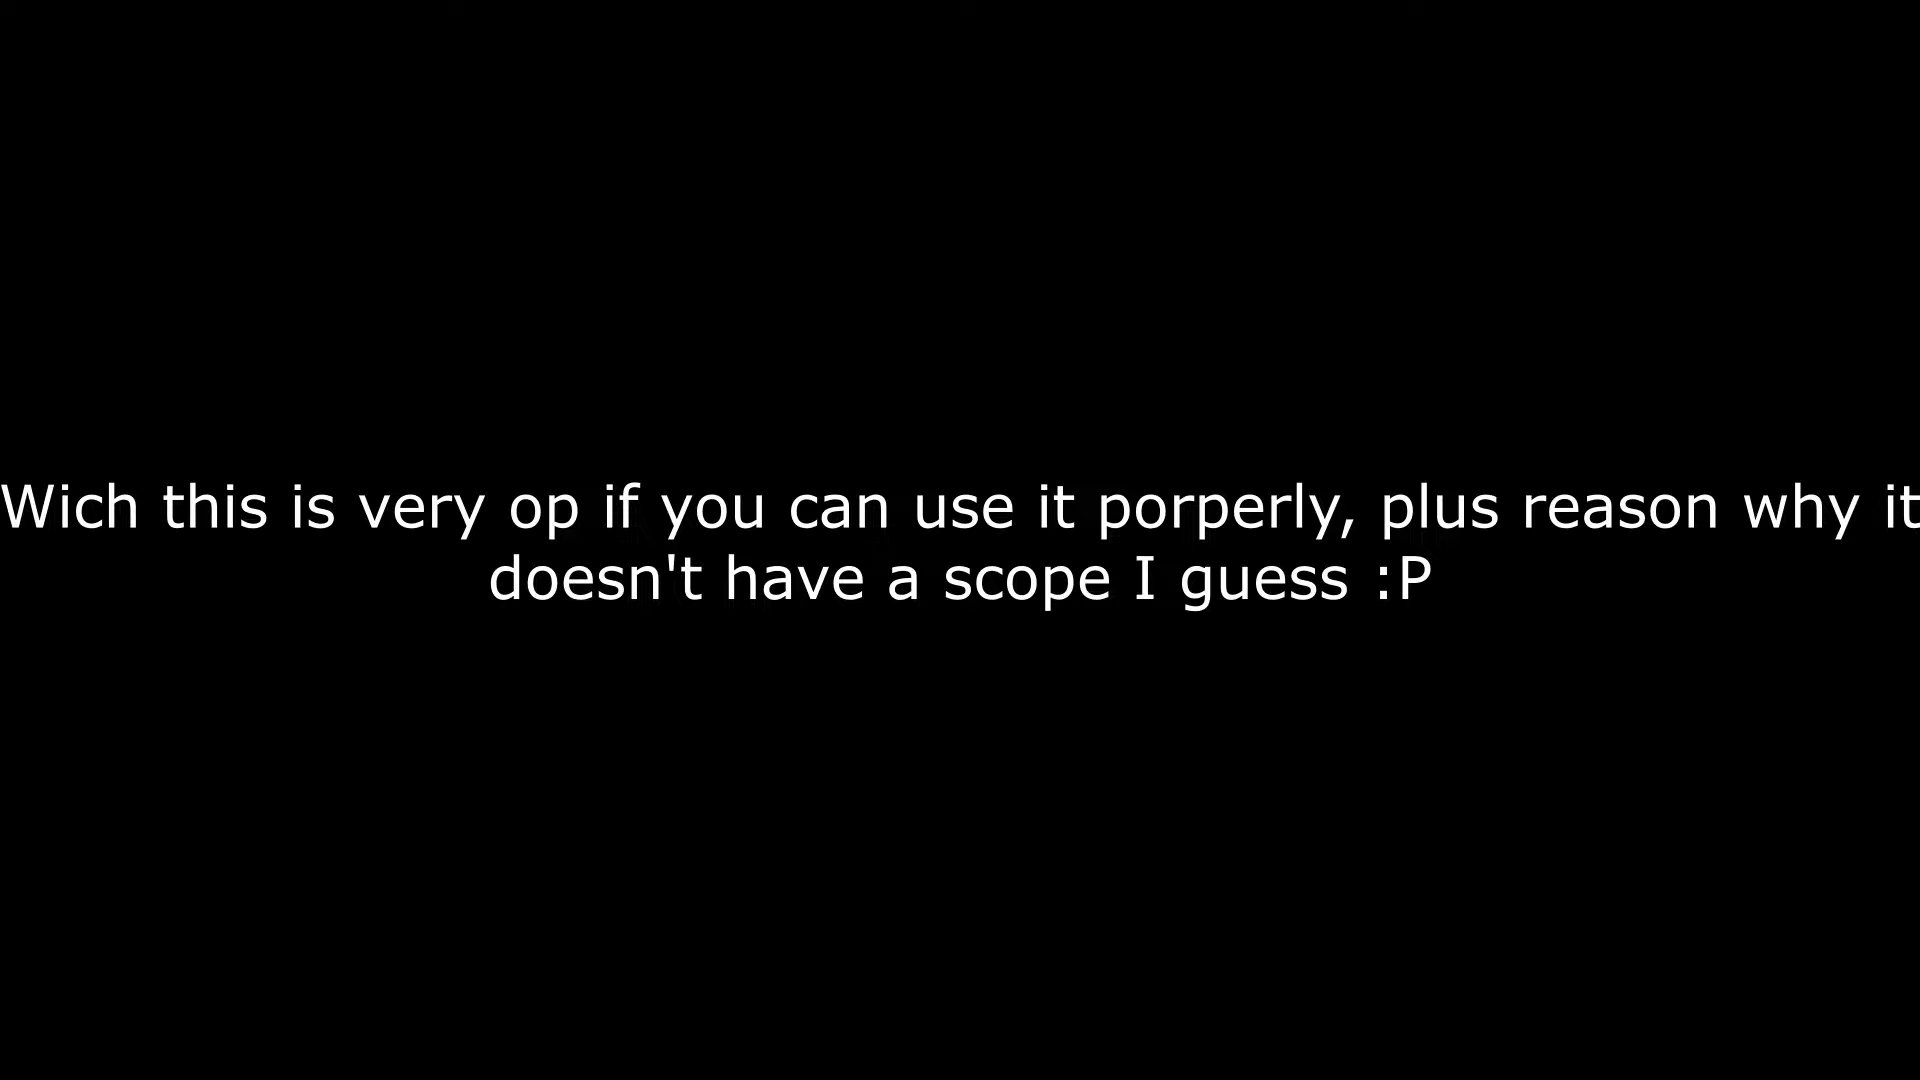 Wich this is very op if you can use it porperly, plus reason why it
doesn't have a scope I guess :P